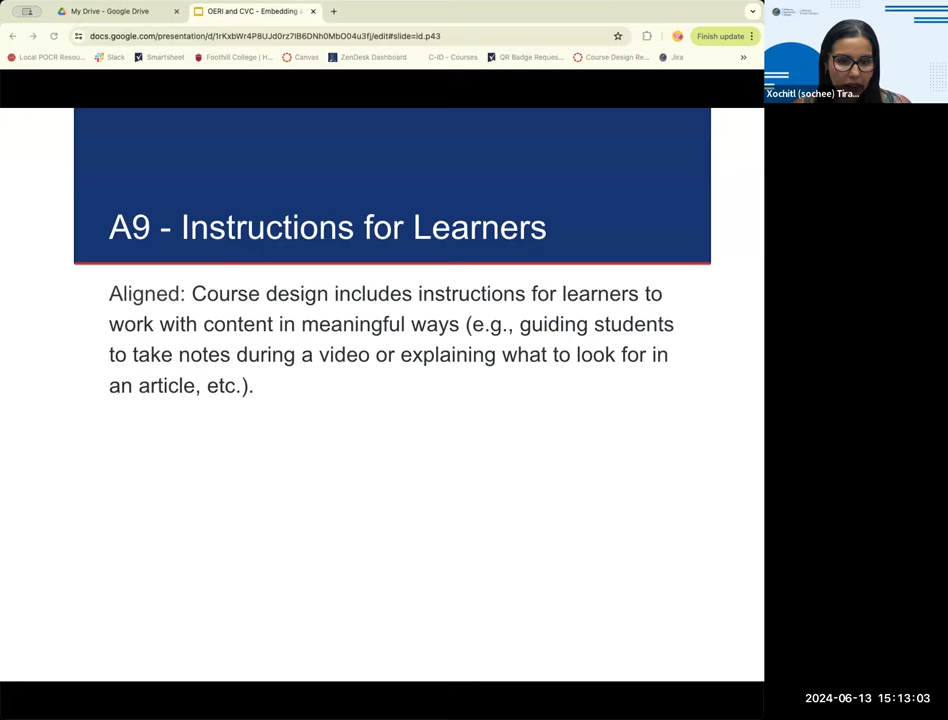 My Drive - Google Drive
OERI and CVC - Embedding
docs.google.com/presentation/d/1rKxbWr4P8UJd0rz7IB6DNh0MbO04u3fj/edit#slide=id.p43
Finish update
Local POCR Resou...
Slack
Smartsheet
Foothill College | H...
Canvas
ZenDesk Dashboard
C-ID - Courses
QR Badge Reques...
Course Design Re...
Jira
Xochitl (sochee) Tira...
A9 - Instructions for Learners
Aligned: Course design includes instructions for learners to
work with content in meaningful ways (e.g., guiding students
to take notes during a video or explaining what to look for in
an article, etc.).
2024-06-13 15:13:03